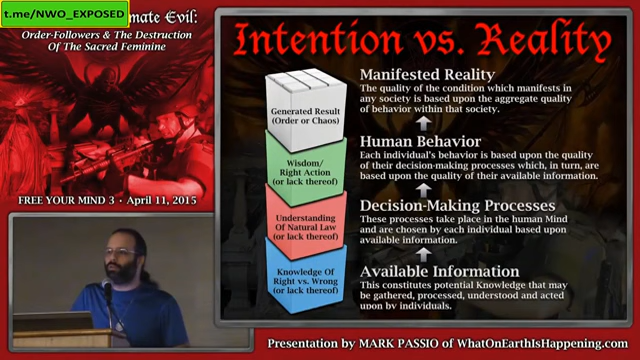 t.me/NWO_EXPOSED
mate Evil:
Order-Followers & The Destruction
Of The Sacred Feminine
FREE YOUR MIND 3 · April 11, 2015
Intention vs. Reality
Generated Result
(Order or Chaos)
Wisdom/
Right Action
(or lack thereof)
Understanding
Of Natural Law
(or lack thereof)
Knowledge Of
Right vs. Wrong
(or lack thereof)
Manifested Reality
The quality of the condition which manifests in
any society is based upon the aggregate quality
of behavior within that society.
Human Behavior
Each individual's behavior is based upon the quality
of their decision-making processes which, in turn, are
based upon the quality of their available information.
Decision-Making Processes
These processes take place in the human Mind
and are chosen by each individual based upon
available information.
Available Information
This constitutes potential Knowledge that may
be gathered, processed, understood and acted
upon by individuals.
Presentation by MARK PASSIO of WhatOnEarthIsHappening.com